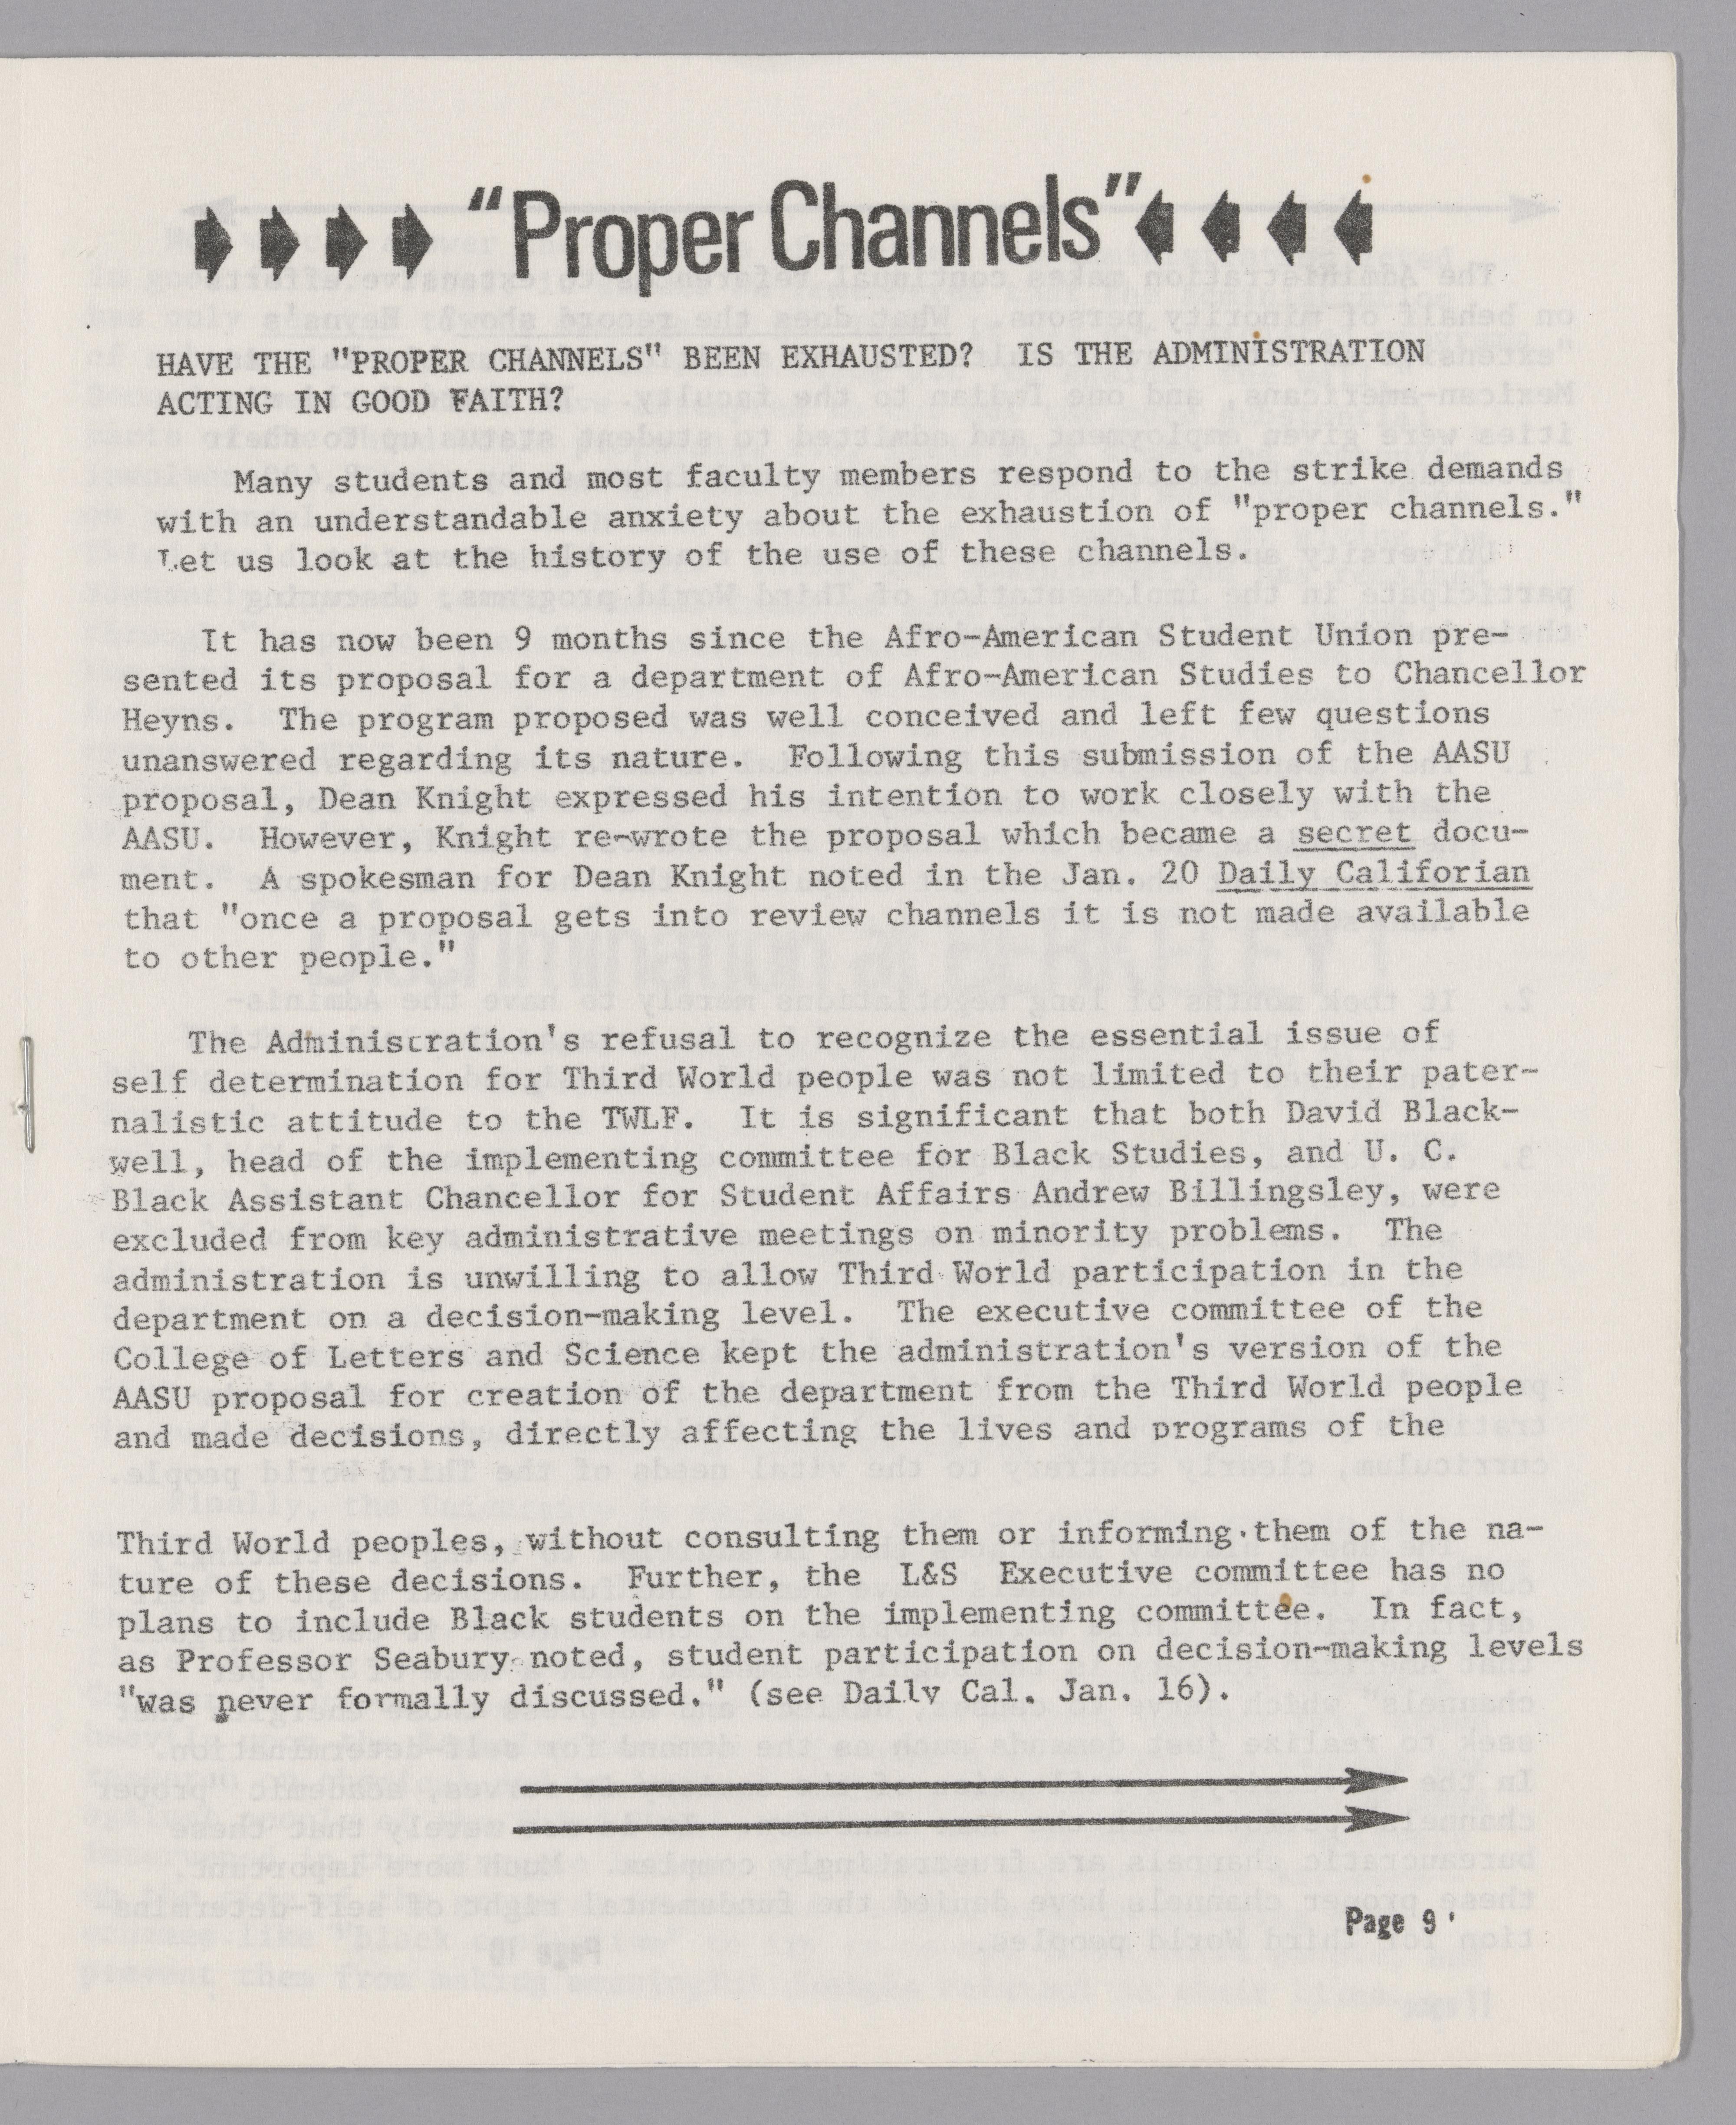 "Proper Channels"
HAVE THE "PROPER CHANNELS" BEEN EXHAUSTED? IS THE ADMINISTRATION
ACTING IN GOOD FAITH?
Many students and most faculty members respond to the strike demands
with an understandable anxiety about the exhaustion of "proper channels."
Let us look at the history of the use of these channels.
It has now been 9 months since the Afro-American Student Union pre-
sented its proposal for a department of Afro-American Studies to Chancellor
Heyns. The program proposed was well conceived and left few questions
unanswered regarding its nature. Following this submission of the AASU
proposal, Dean Knight expressed his intention to work closely with the
AASU. However, Knight re-wrote the proposal which became a secret docu-
ment. A spokesman for Dean Knight noted in the Jan. 20 Daily Califorian
that "once a proposal gets into review channels it is not made available
to other people."
The Administration's refusal to recognize the essential issue of
self determination for Third World people was not limited to their pater-
nalistic attitude to the TWLF. It is significant that both David Black-
well, head of the implementing committee for Black Studies, and U. C.
Black Assistant Chancellor for Student Affairs Andrew Billingsley, were
excluded from key administrative meetings on minority problems. The
administration is unwilling to allow Third World participation in the
department on a decision-making level. The executive committee of the
College of Letters and Science kept the administration's version of the
AASU proposal for creation of the department from the Third World people
and made decisions, directly affecting the lives and programs of the
Third World peoples, without consulting them or informing them of the na-
ture of these decisions. Further, the L&S Executive committee has no
plans to include Black students on the implementing committee. In fact,
as Professor Seabury noted, student participation on decision-making levels
"was never formally discussed." (see Daily Cal. Jan. 16).
Page 9